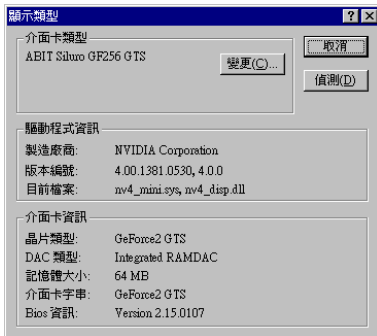 顯示類型
介面卡類型
ABIT Siluro GF256 GTS
變更(C)...
取消
偵測(D)
驅動程式資訊
製造廠商: NVIDIA Corporation
版本編號: 4.00.1381.0530, 4.0.0
目前檔案: nv4_mini.sys, nv4_disp.dll
介面卡資訊
晶片類型: GeForce2 GTS
DAC 類型: Integrated RAMDAC
記憶體大小: 64 MB
介面卡字串: GeForce2 GTS
Bios 資訊: Version 2.15.0107